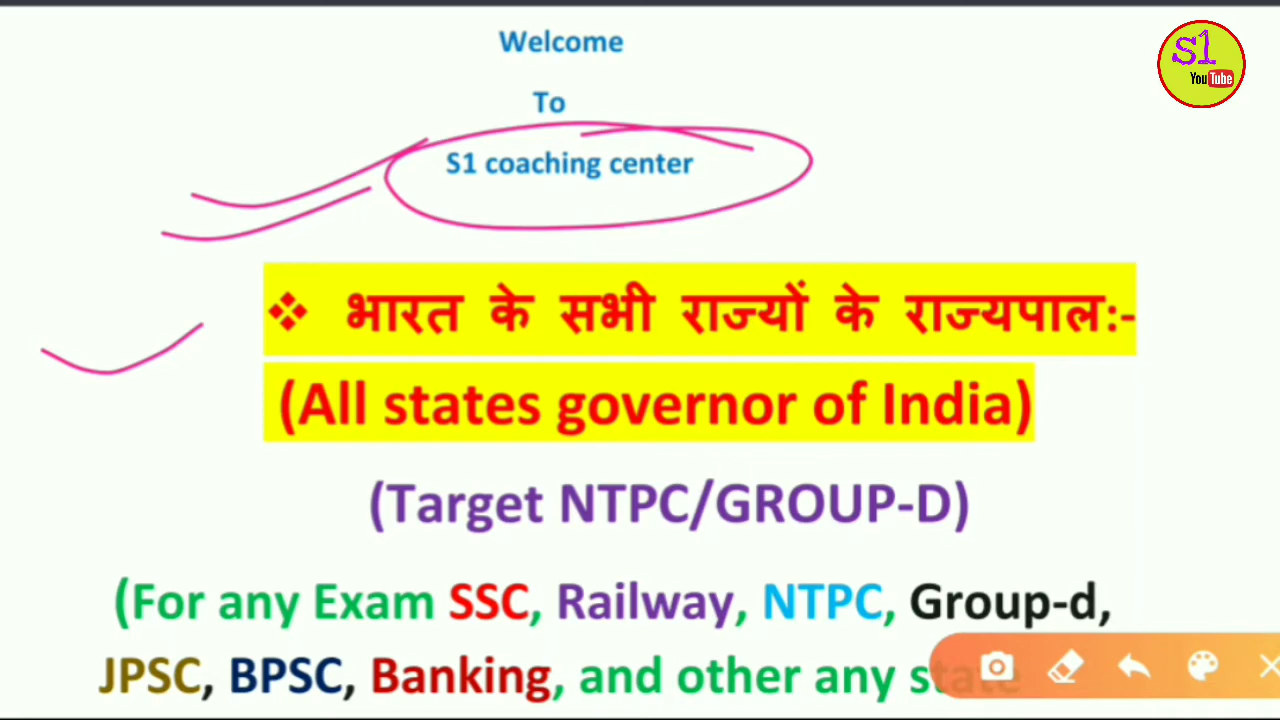 Welcome
To
S1 coaching center
S1
YouTube
❖ भारत के सभी राज्यों के राज्यपाल:-
(All states governor of India)
(Target NTPC/GROUP-D)
(For any Exam SSC, Railway, NTPC, Group-d,
JPSC, BPSC, Banking, and other any state